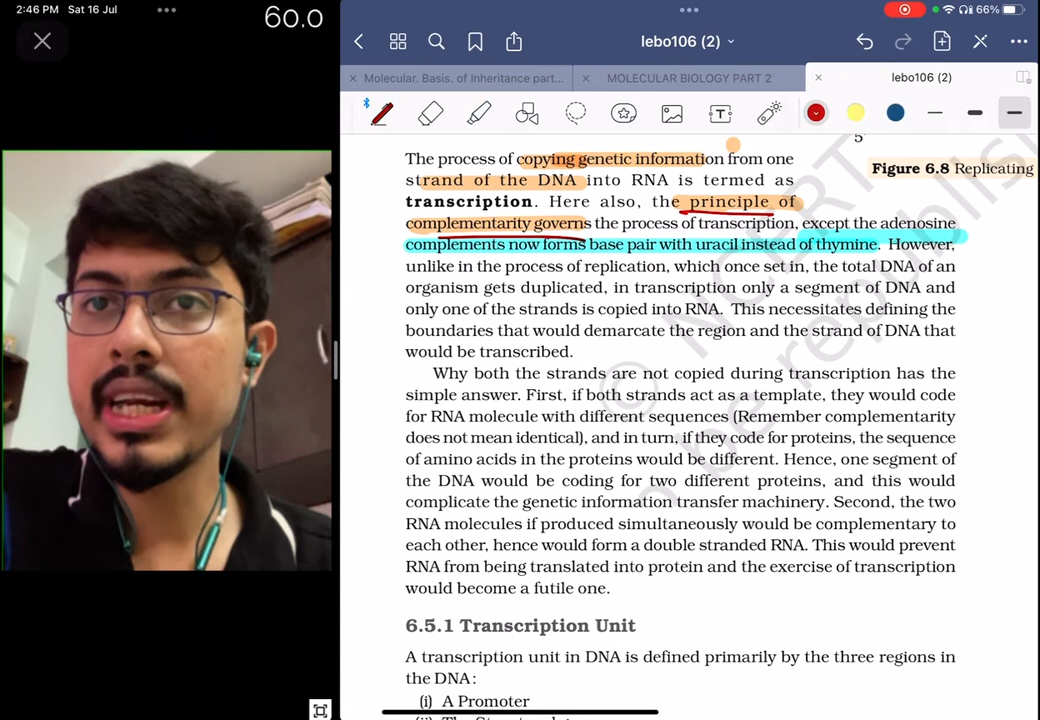 2:46 PM Sat 16 Jul
60.0
66%
lebo106 (2)
Molecular. Basis. of Inheritance part...
MOLECULAR BIOLOGY PART 2
lebo106 (2)
5
Figure 6.8 Replicating
The process of copying genetic information from one
strand of the DNA into RNA is termed as
transcription. Here also, the principle of
complementarity governs the process of transcription, except the adenosine
complements now forms base pair with uracil instead of thymine. However,
unlike in the process of replication, which once set in, the total DNA of an
organism gets duplicated, in transcription only a segment of DNA and
only one of the strands is copied into RNA. This necessitates defining the
boundaries that would demarcate the region and the strand of DNA that
would be transcribed.
Why both the strands are not copied during transcription has the
simple answer. First, if both strands act as a template, they would code
for RNA molecule with different sequences (Remember complementarity
does not mean identical), and in turn, if they code for proteins, the sequence
of amino acids in the proteins would be different. Hence, one segment of
the DNA would be coding for two different proteins, and this would
complicate the genetic information transfer machinery. Second, the two
RNA molecules if produced simultaneously would be complementary to
each other, hence would form a double stranded RNA. This would prevent
RNA from being translated into protein and the exercise of transcription
would become a futile one.
6.5.1 Transcription Unit
A transcription unit in DNA is defined primarily by the three regions in
the DNA:
(i) A Promoter
© NCERT
be republis